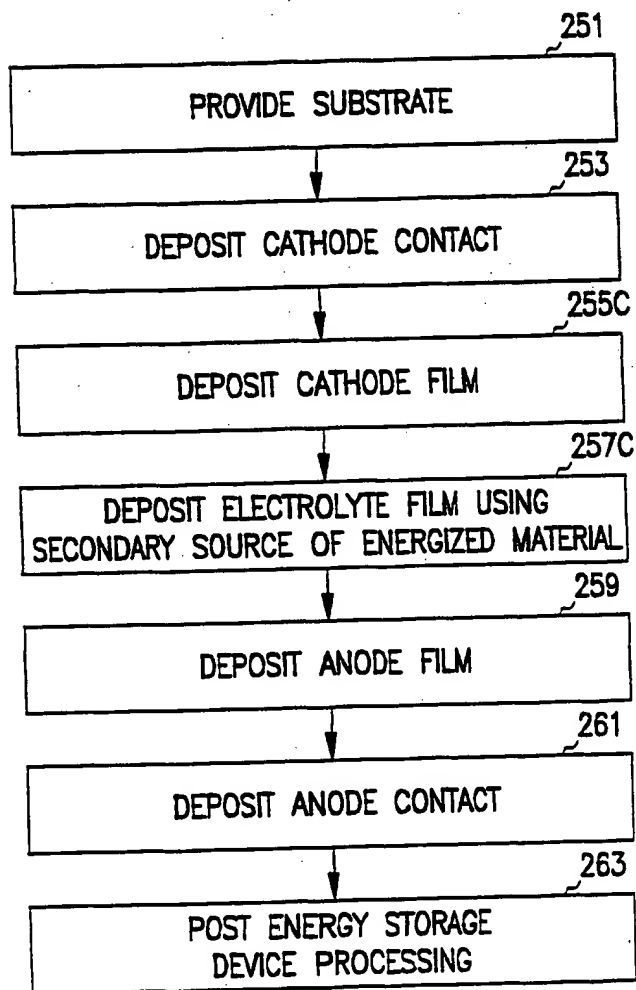 251
PROVIDE SUBSTRATE
253
DEPOSIT CATHODE CONTACT
255C
DEPOSIT CATHODE FILM
257C
DEPOSIT ELECTROLYTE FILM USING
SECONDARY SOURCE OF ENERGIZED MATERIAL
259
DEPOSIT ANODE FILM
261
DEPOSIT ANODE CONTACT
263
POST ENERGY STORAGE
DEVICE PROCESSING